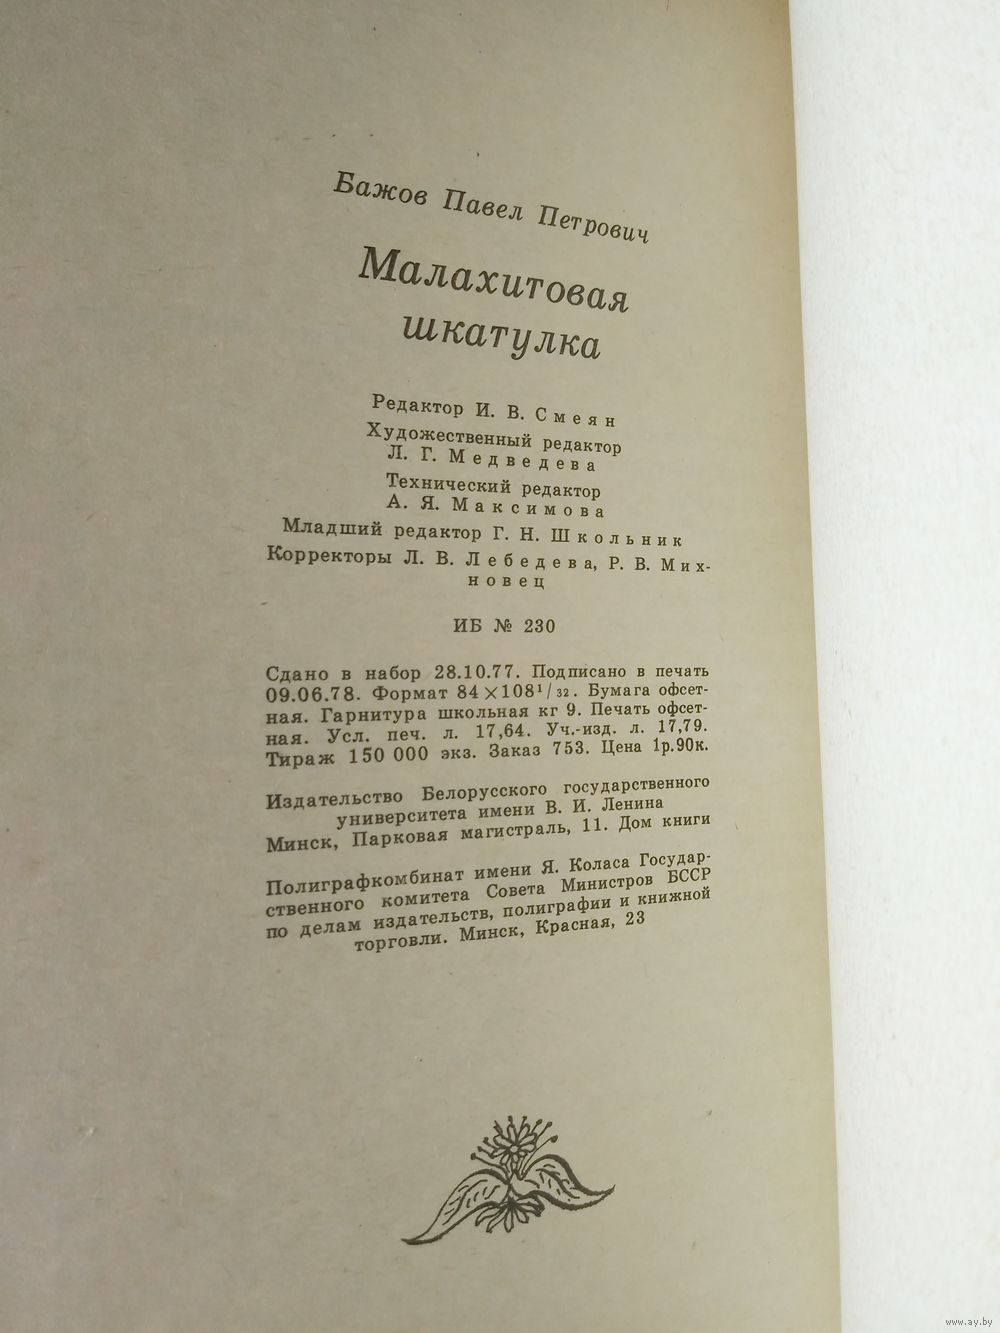 Бажов Павел Петрович
Малахитовая
шкатулка
Редактор И. В. Смеян
Художественный редактор
Л. Г. Медведева
Технический редактор
А. Я. Максимова
Младший редактор Г. Н. Школьник
Корректоры Л. В. Лебедева, Р. В. Мих-
новец
ИБ № 230
Сдано в набор 28.10.77. Подписано в печать
09.06.78. Формат 84×108¹/₃₂. Бумага офсет-
ная. Гарнитура школьная кг 9. Печать офсет-
ная. Усл. печ. л. 17,64. Уч.-изд. л. 17,79.
Тираж 150 000 экз. Заказ 753. Цена 1р.90к.
Издательство Белорусского государственного
университета имени В. И. Ленина
Минск, Парковая магистраль, 11. Дом книги
Полиграфкомбинат имени Я. Коласа Государ-
ственного комитета Совета Министров БССР
по делам издательств, полиграфии и книжной
торговли. Минск, Красная, 23
www.ay.by